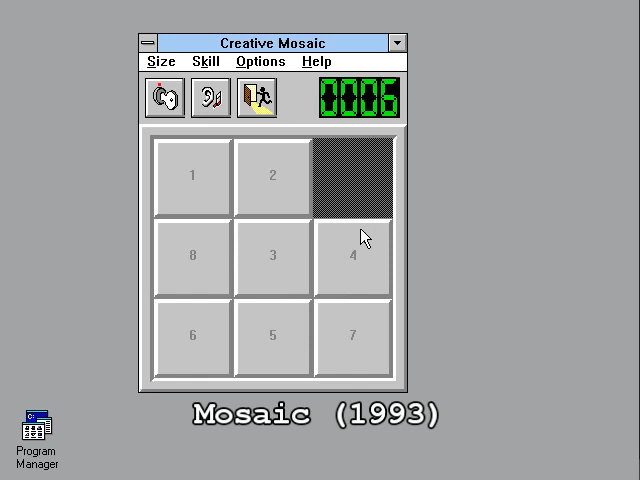 Creative Mosaic
Size Skill Options Help
0006
1 2
8 3 4
6 5 7
Mosaic (1993)
C:\
Program
Manager